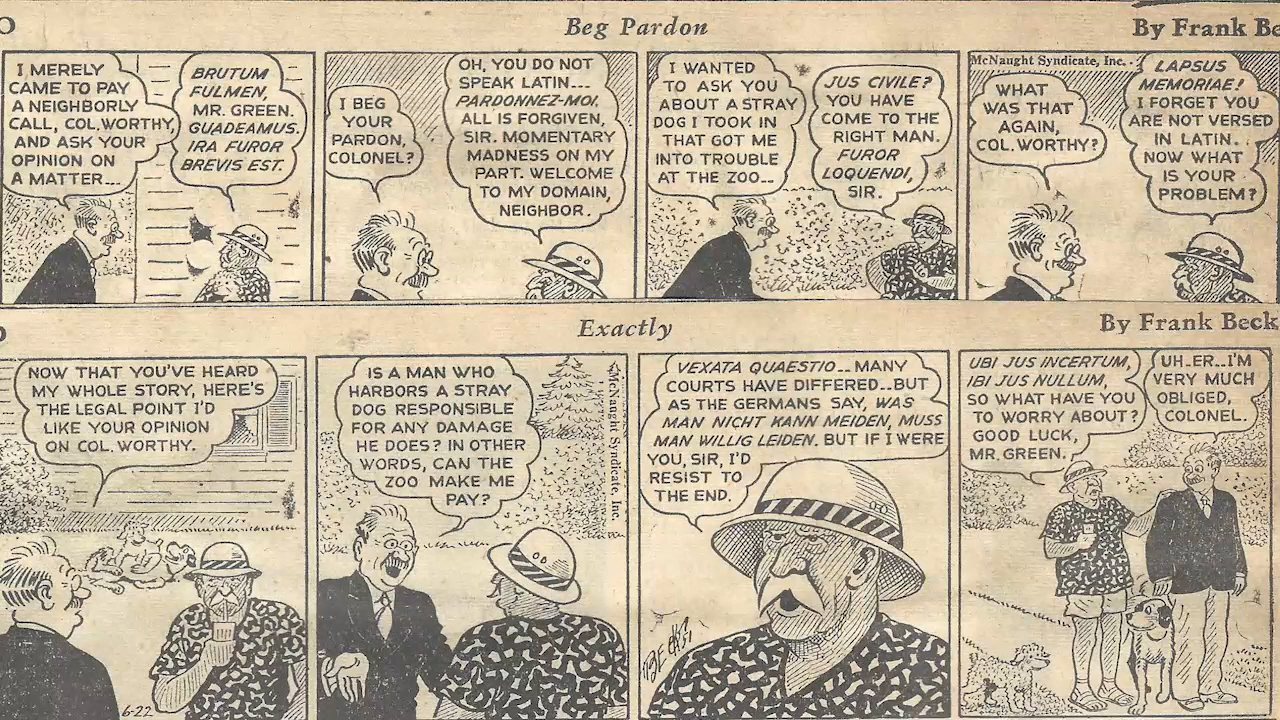 O
Beg Pardon
By Frank Be
I MERELY
CAME TO PAY
A NEIGHBORLY
CALL, COL. WORTHY,
AND ASK YOUR
OPINION ON
A MATTER...
BRUTUM
FULMEN,
MR. GREEN.
GUADEAMUS.
IRA FUROR
BREVIS EST.
I BEG
YOUR
PARDON,
COLONEL?
OH, YOU DO NOT
SPEAK LATIN...
PARDONNEZ-MOI.
ALL IS FORGIVEN,
SIR. MOMENTARY
MADNESS ON MY
PART. WELCOME
TO MY DOMAIN,
NEIGHBOR.
I WANTED
TO ASK YOU
ABOUT A STRAY
DOG I TOOK IN
THAT GOT ME
INTO TROUBLE
AT THE ZOO...
JUS CIVILE?
YOU HAVE
COME TO THE
RIGHT MAN.
FUROR
LOQUENDI,
SIR.
McNaught Syndicate, Inc.
WHAT
WAS THAT
AGAIN,
COL. WORTHY?
LAPSUS
MEMORIAE!
I FORGET YOU
ARE NOT VERSED
IN LATIN.
NOW WHAT
IS YOUR
PROBLEM?
Exactly
By Frank Beck
NOW THAT YOU'VE HEARD
MY WHOLE STORY, HERE'S
THE LEGAL POINT I'D
LIKE YOUR OPINION
ON COL. WORTHY.
6-22
IS A MAN WHO
HARBORS A STRAY
DOG RESPONSIBLE
FOR ANY DAMAGE
HE DOES? IN OTHER
WORDS, CAN THE
ZOO MAKE ME
PAY?
McNaught Syndicate, Inc.
VEXATA QUAESTIO... MANY
COURTS HAVE DIFFERED...BUT
AS THE GERMANS SAY, WAS
MAN NICHT KANN MEIDEN, MUSS
MAN WILLIG LEIDEN. BUT IF I WERE
YOU, SIR, I'D
RESIST TO
THE END.
UBI JUS INCERTUM,
IBI JUS NULLUM,
SO WHAT HAVE YOU
TO WORRY ABOUT?
GOOD LUCK,
MR. GREEN.
UH..ER...I'M
VERY MUCH
OBLIGED,
COLONEL.